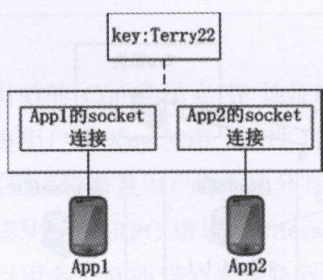 key:Terry22
App1的socket
连接
App2的socket
连接
App1
App2